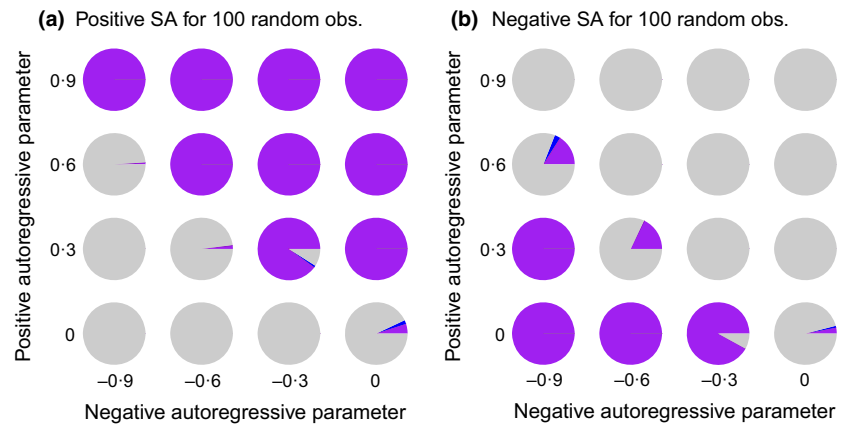 (a) Positive SA for 100 random obs.
Positive autoregressive parameter
0·9
0·6
0·3
0
–0·9 –0·6 –0·3 0
Negative autoregressive parameter
(b) Negative SA for 100 random obs.
Positive autoregressive parameter
0·9
0·6
0·3
0
–0·9 –0·6 –0·3 0
Negative autoregressive parameter